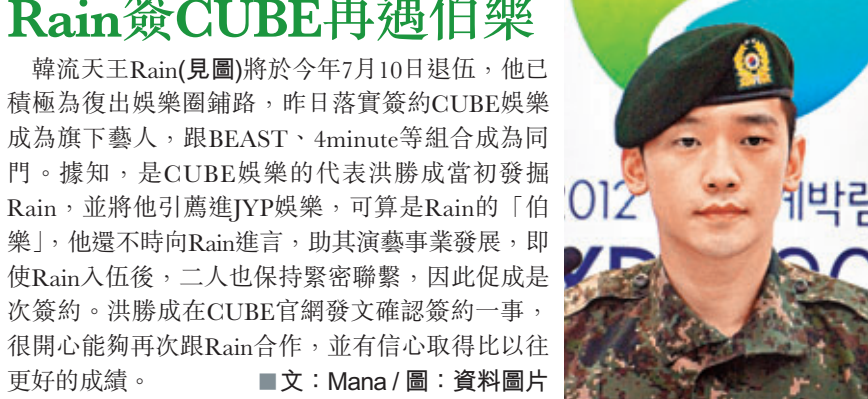 Rain簽CUBE再遇伯樂
韓流天王Rain(見圖)將於今年7月10日退伍，他已
積極為復出娛樂圈鋪路，昨日落實簽約CUBE娛樂
成為旗下藝人，跟BEAST、4minute等組合成為同
門。據知，是CUBE娛樂的代表洪勝成當初發掘
Rain，並將他引薦進JYP娛樂，可算是Rain的「伯
樂」，他還不時向Rain進言，助其演藝事業發展，即
使Rain入伍後，二人也保持緊密聯繫，因此促成是
次簽約。洪勝成在CUBE官網發文確認簽約一事，
很開心能夠再次跟Rain合作，並有信心取得比以往
更好的成績。
■文：Mana / 圖：資料圖片
2012
계박람